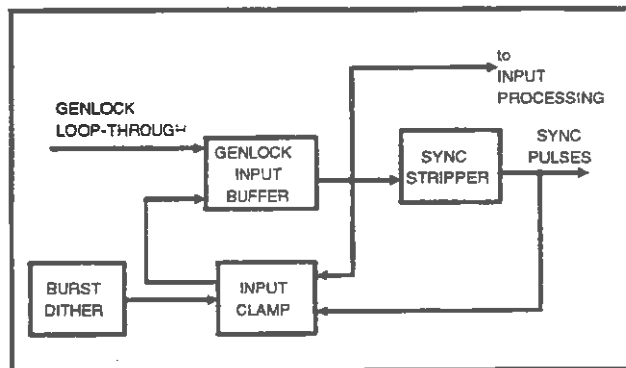 to
INPUT
PROCESSING
GENLOCK
LOOP-THROUGH
GENLOCK
INPUT
BUFFER
SYNC
STRIPPER
SYNC
PULSES
BURST
DITHER
INPUT
CLAMP